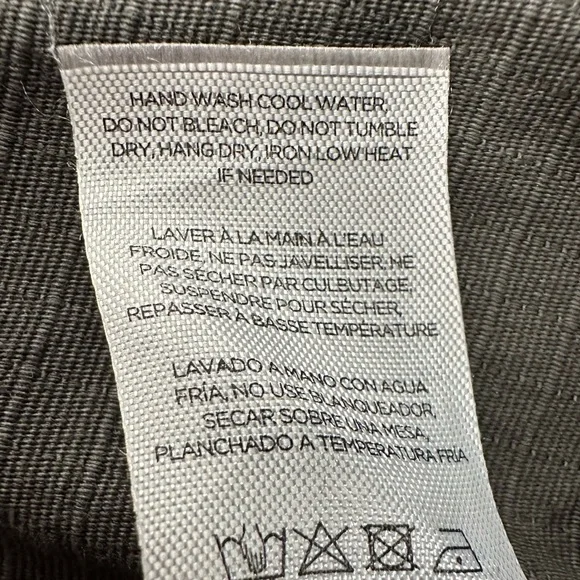 HAND WASH COOL WATER,
DO NOT BLEACH, DO NOT TUMBLE
DRY, HANG DRY, IRON LOW HEAT
IF NEEDED
LAVER À LA MAIN À L'EAU
FROIDE, NE PAS JAVELLISER, NE
PAS SÉCHER PAR CULBUTAGE,
SUSPENDRE POUR SÉCHER,
REPASSER À BASSE TEMPÉRATURE
LAVADO A MANO CON AGUA
FRÍA, NO USE BLANQUEADOR,
SECAR SOBRE UNA MESA,
PLANCHADO A TEMPERATURA FRÍA